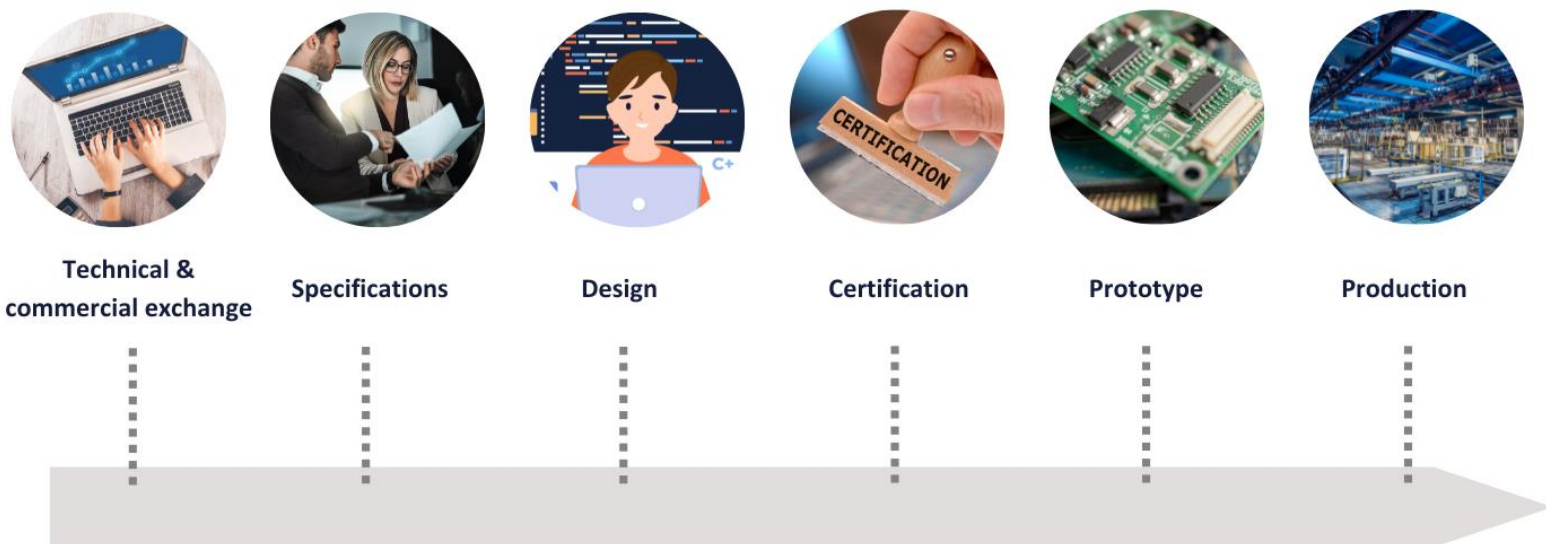 C+
CERTIFICATION
Technical &
commercial exchange
Specifications
Design
Certification
Prototype
Production